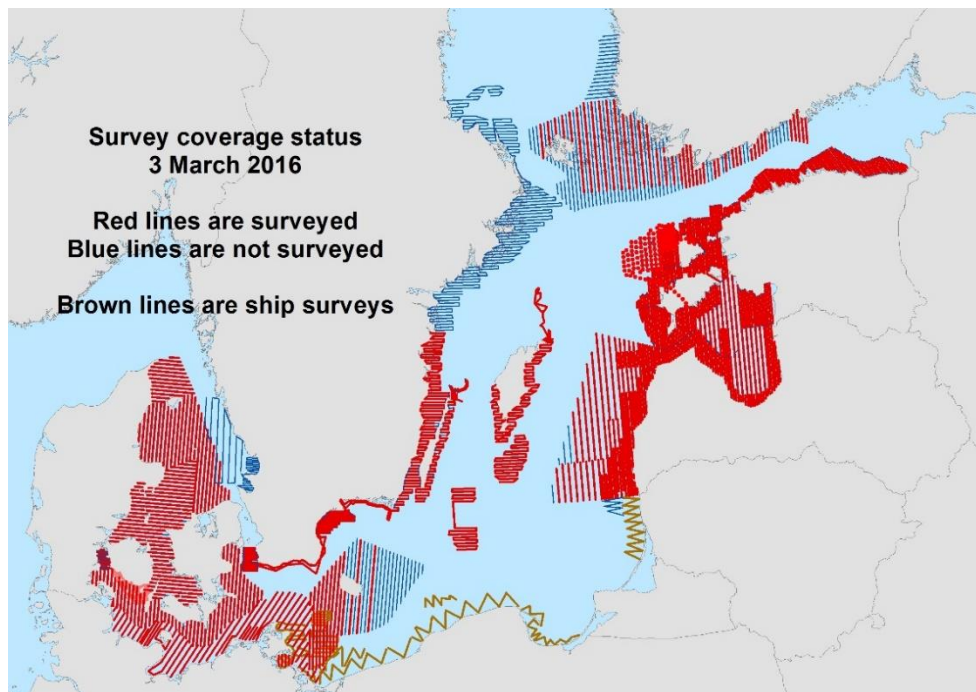 Survey coverage status
3 March 2016
Red lines are surveyed
Blue lines are not surveyed
Brown lines are ship surveys